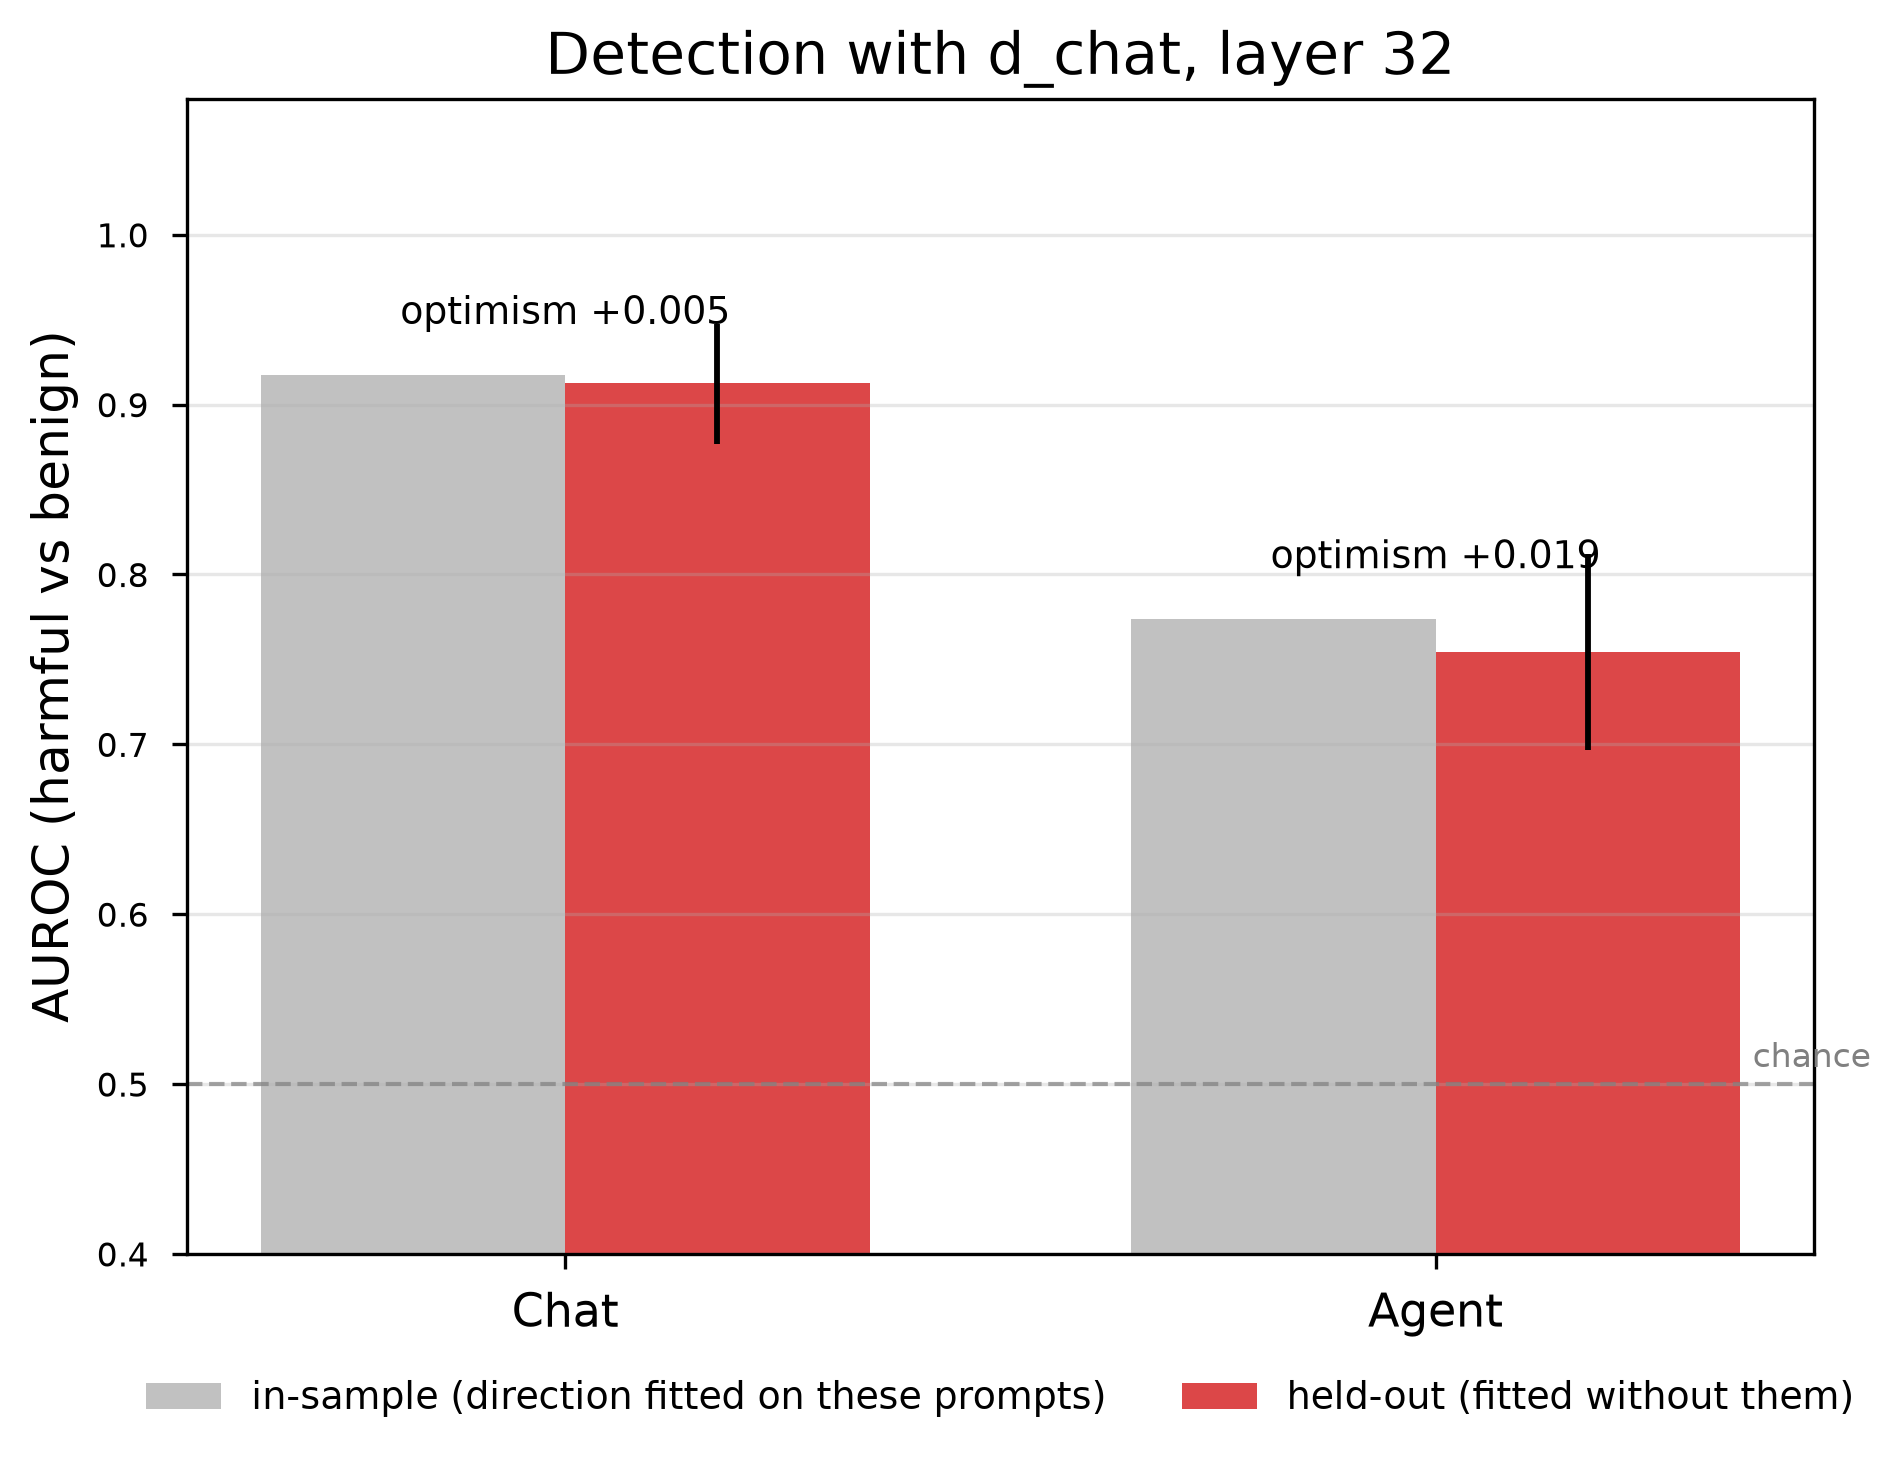 Detection with d_chat, layer 32
AUROC (harmful vs benign)
1.0
0.9
0.8
0.7
0.6
0.5
0.4
optimism +0.005
optimism +0.019
chance
Chat
Agent
in-sample (direction fitted on these prompts)
held-out (fitted without them)